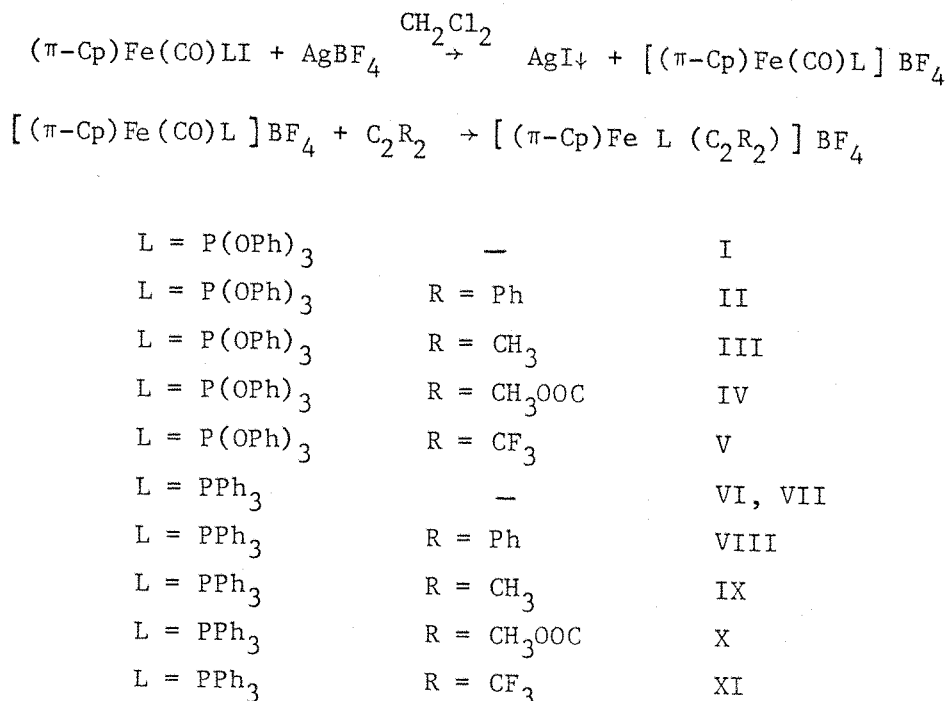 (π-Cp)Fe(CO)LI + AgBF₄ CH₂Cl₂ → AgI↓ + [(π-Cp)Fe(CO)L] BF₄
[(π-Cp)Fe(CO)L]BF₄ + C₂R₂ → [(π-Cp)Fe L (C₂R₂)] BF₄
L = P(OPh)₃ — I
L = P(OPh)₃ R = Ph II
L = P(OPh)₃ R = CH₃ III
L = P(OPh)₃ R = CH₃OOC IV
L = P(OPh)₃ R = CF₃ V
L = PPh₃ — VI, VII
L = PPh₃ R = Ph VIII
L = PPh₃ R = CH₃ IX
L = PPh₃ R = CH₃OOC X
L = PPh₃ R = CF₃ XI